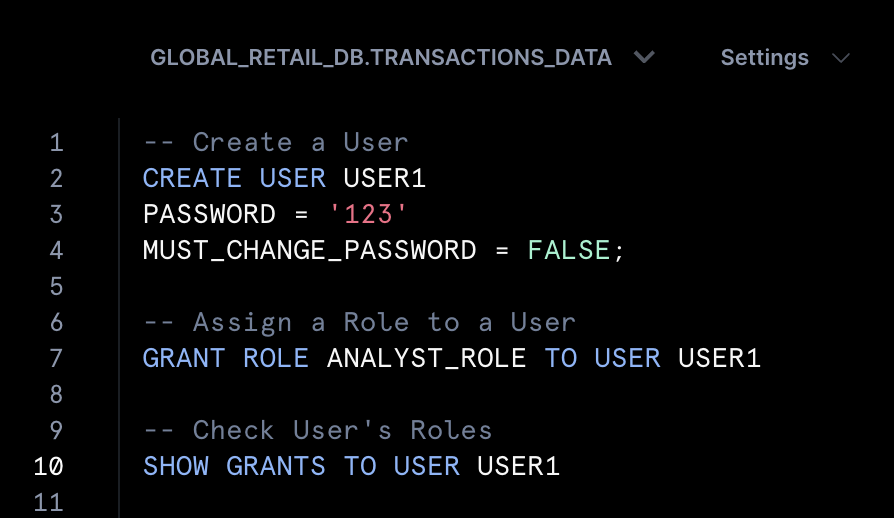 GLOBAL_RETAIL_DB.TRANSACTIONS_DATA Settings
1 -- Create a User
2 CREATE USER USER1
3 PASSWORD = '123'
4 MUST_CHANGE_PASSWORD = FALSE;
5
6 -- Assign a Role to a User
7 GRANT ROLE ANALYST_ROLE TO USER USER1
8
9 -- Check User's Roles
10 SHOW GRANTS TO USER USER1
11